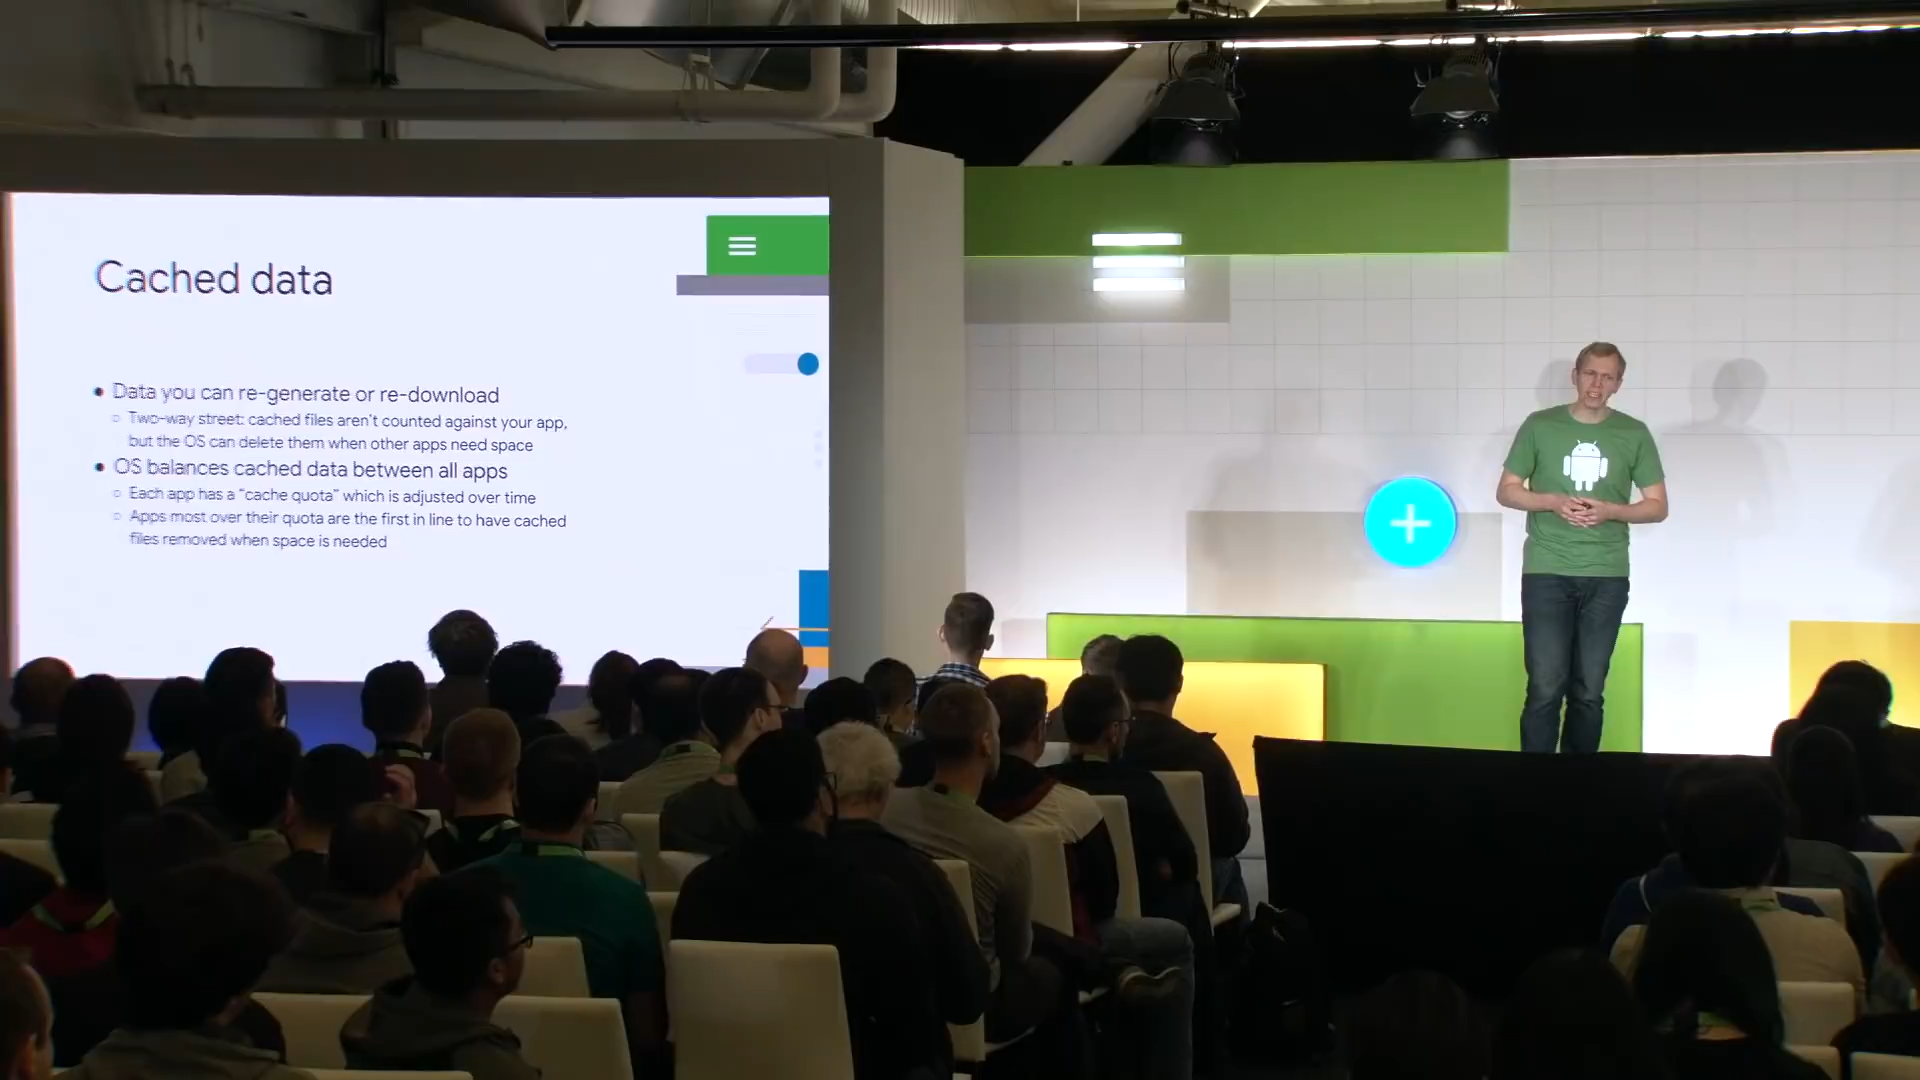 Cached data
• Data you can re-generate or re-download
○ Two-way street: cached files aren't counted against your app,
but the OS can delete them when other apps need space
• OS balances cached data between all apps
○ Each app has a “cache quota” which is adjusted over time
○ Apps most over their quota are the first in line to have cached
files removed when space is needed